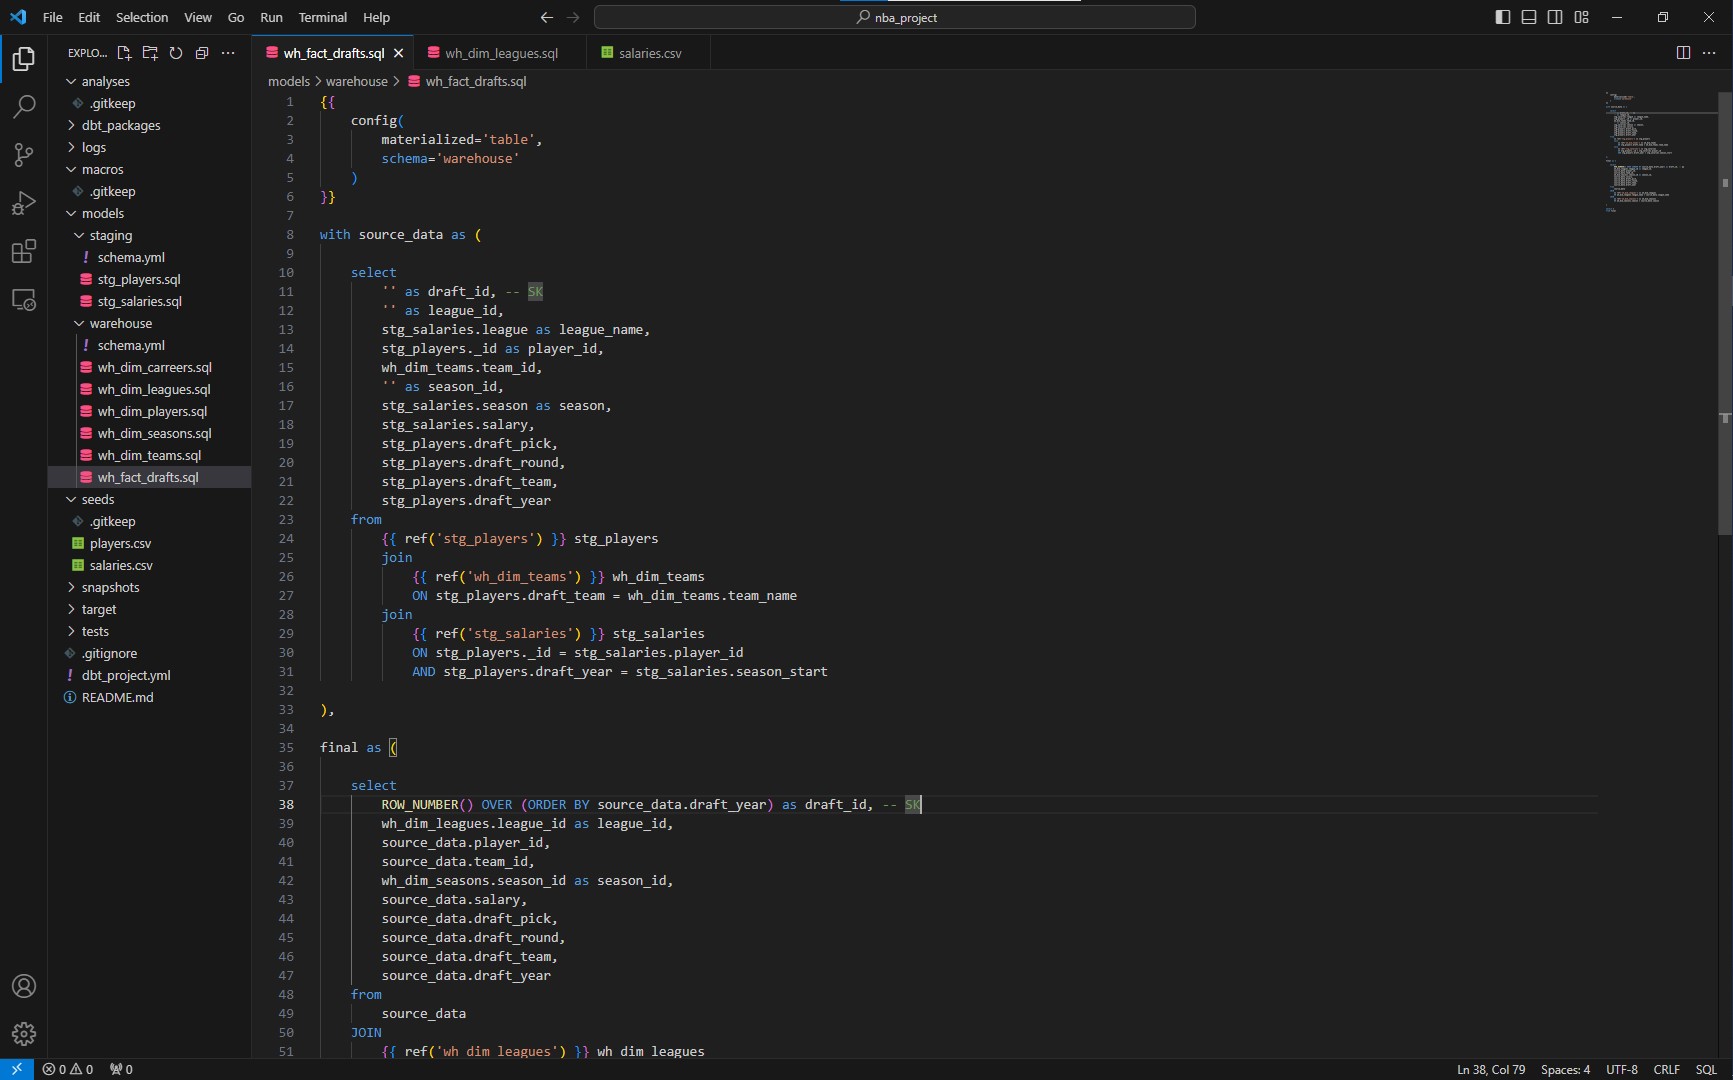 File Edit Selection View Go Run Terminal Help
nba_project
EXPLO...
wh_fact_drafts.sql
wh_dim_leagues.sql
salaries.csv
analyses
.gitkeep
dbt_packages
logs
macros
.gitkeep
models
staging
schema.yml
stg_players.sql
stg_salaries.sql
warehouse
schema.yml
wh_dim_carreers.sql
wh_dim_leagues.sql
wh_dim_players.sql
wh_dim_seasons.sql
wh_dim_teams.sql
wh_fact_drafts.sql
seeds
.gitkeep
players.csv
salaries.csv
snapshots
target
tests
.gitignore
dbt_project.yml
README.md
models > warehouse > wh_fact_drafts.sql
1 {{
2     config(
3         materialized='table',
4         schema='warehouse'
5     )
6 }}
7
8 with source_data as (
9
10     select
11         '' as draft_id, -- SK
12         '' as league_id,
13         stg_salaries.league as league_name,
14         stg_players._id as player_id,
15         wh_dim_teams.team_id,
16         '' as season_id,
17         stg_salaries.season as season,
18         stg_salaries.salary,
19         stg_players.draft_pick,
20         stg_players.draft_round,
21         stg_players.draft_team,
22         stg_players.draft_year
23     from
24         {{ ref('stg_players') }} stg_players
25         join
26             {{ ref('wh_dim_teams') }} wh_dim_teams
27             ON stg_players.draft_team = wh_dim_teams.team_name
28         join
29             {{ ref('stg_salaries') }} stg_salaries
30             ON stg_players._id = stg_salaries.player_id
31             AND stg_players.draft_year = stg_salaries.season_start
32
33 ),
34
35 final as (
36
37     select
38         ROW_NUMBER() OVER (ORDER BY source_data.draft_year) as draft_id, -- SK
39         wh_dim_leagues.league_id as league_id,
40         source_data.player_id,
41         source_data.team_id,
42         wh_dim_seasons.season_id as season_id,
43         source_data.salary,
44         source_data.draft_pick,
45         source_data.draft_round,
46         source_data.draft_team,
47         source_data.draft_year
48     from
49         source_data
50     JOIN
51         {{ ref('wh_dim_leagues') }} wh_dim_leagues
0 0 0
Ln 38, Col 79 Spaces: 4 UTF-8 CRLF SQL